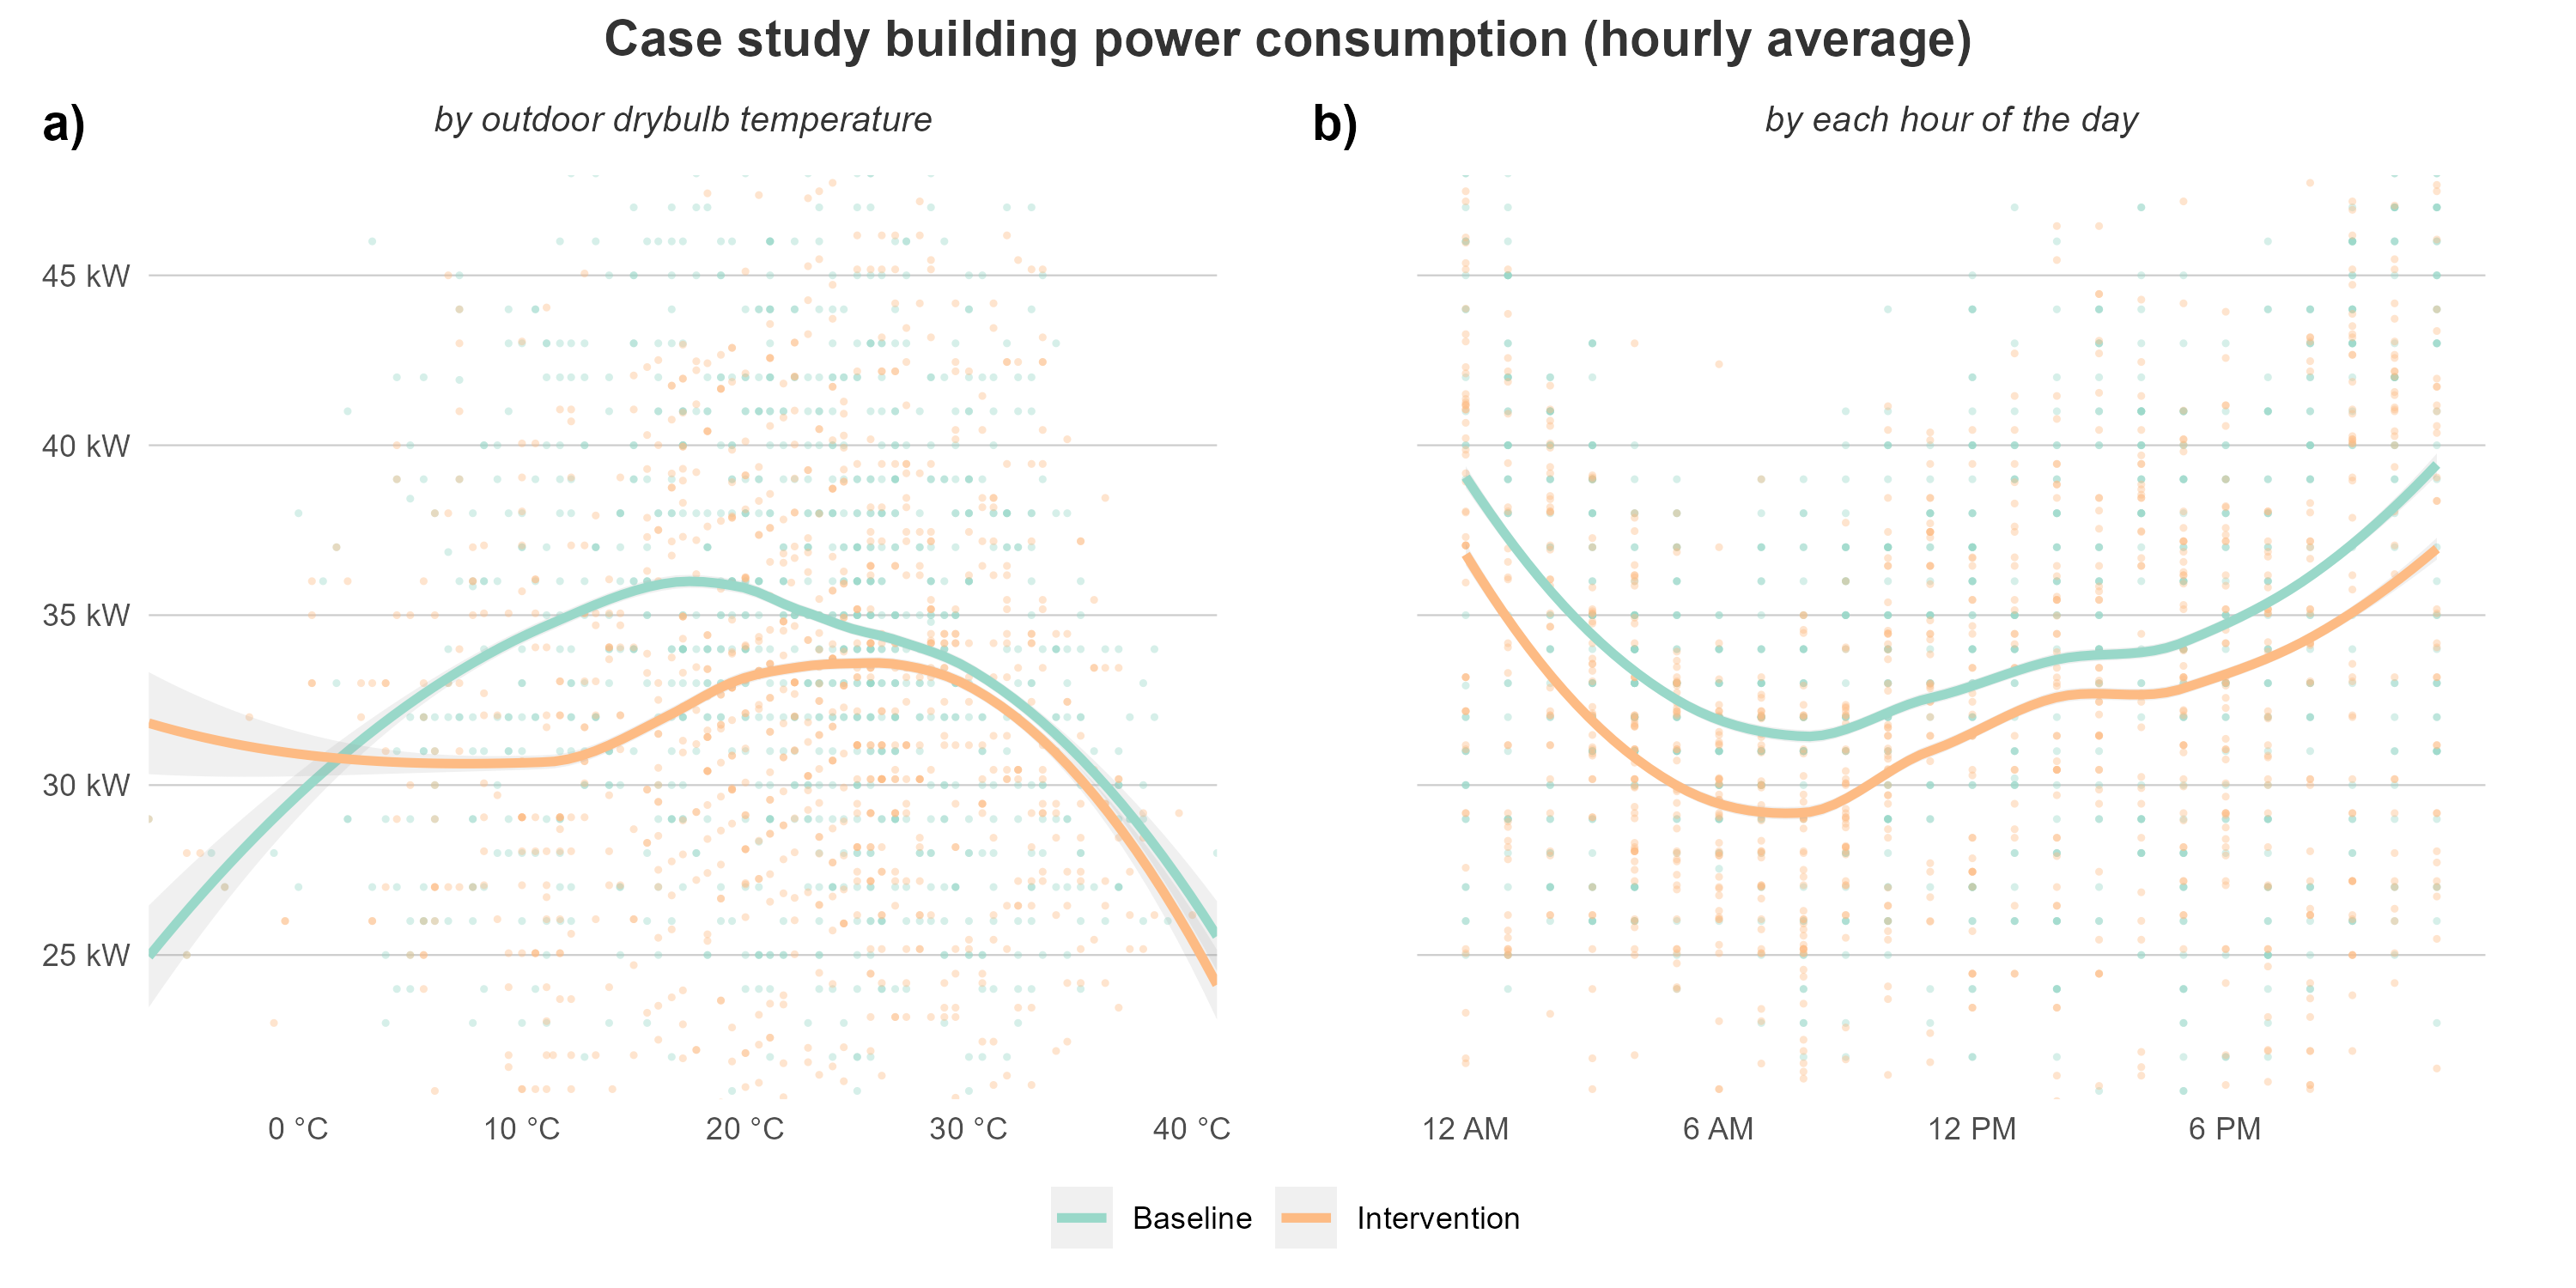 Case study building power consumption (hourly average)
a)
by outdoor drybulb temperature
b)
by each hour of the day
45 kW
40 kW
35 kW
30 kW
25 kW
0 °C
10 °C
20 °C
30 °C
40 °C
12 AM
6 AM
12 PM
6 PM
Baseline
Intervention